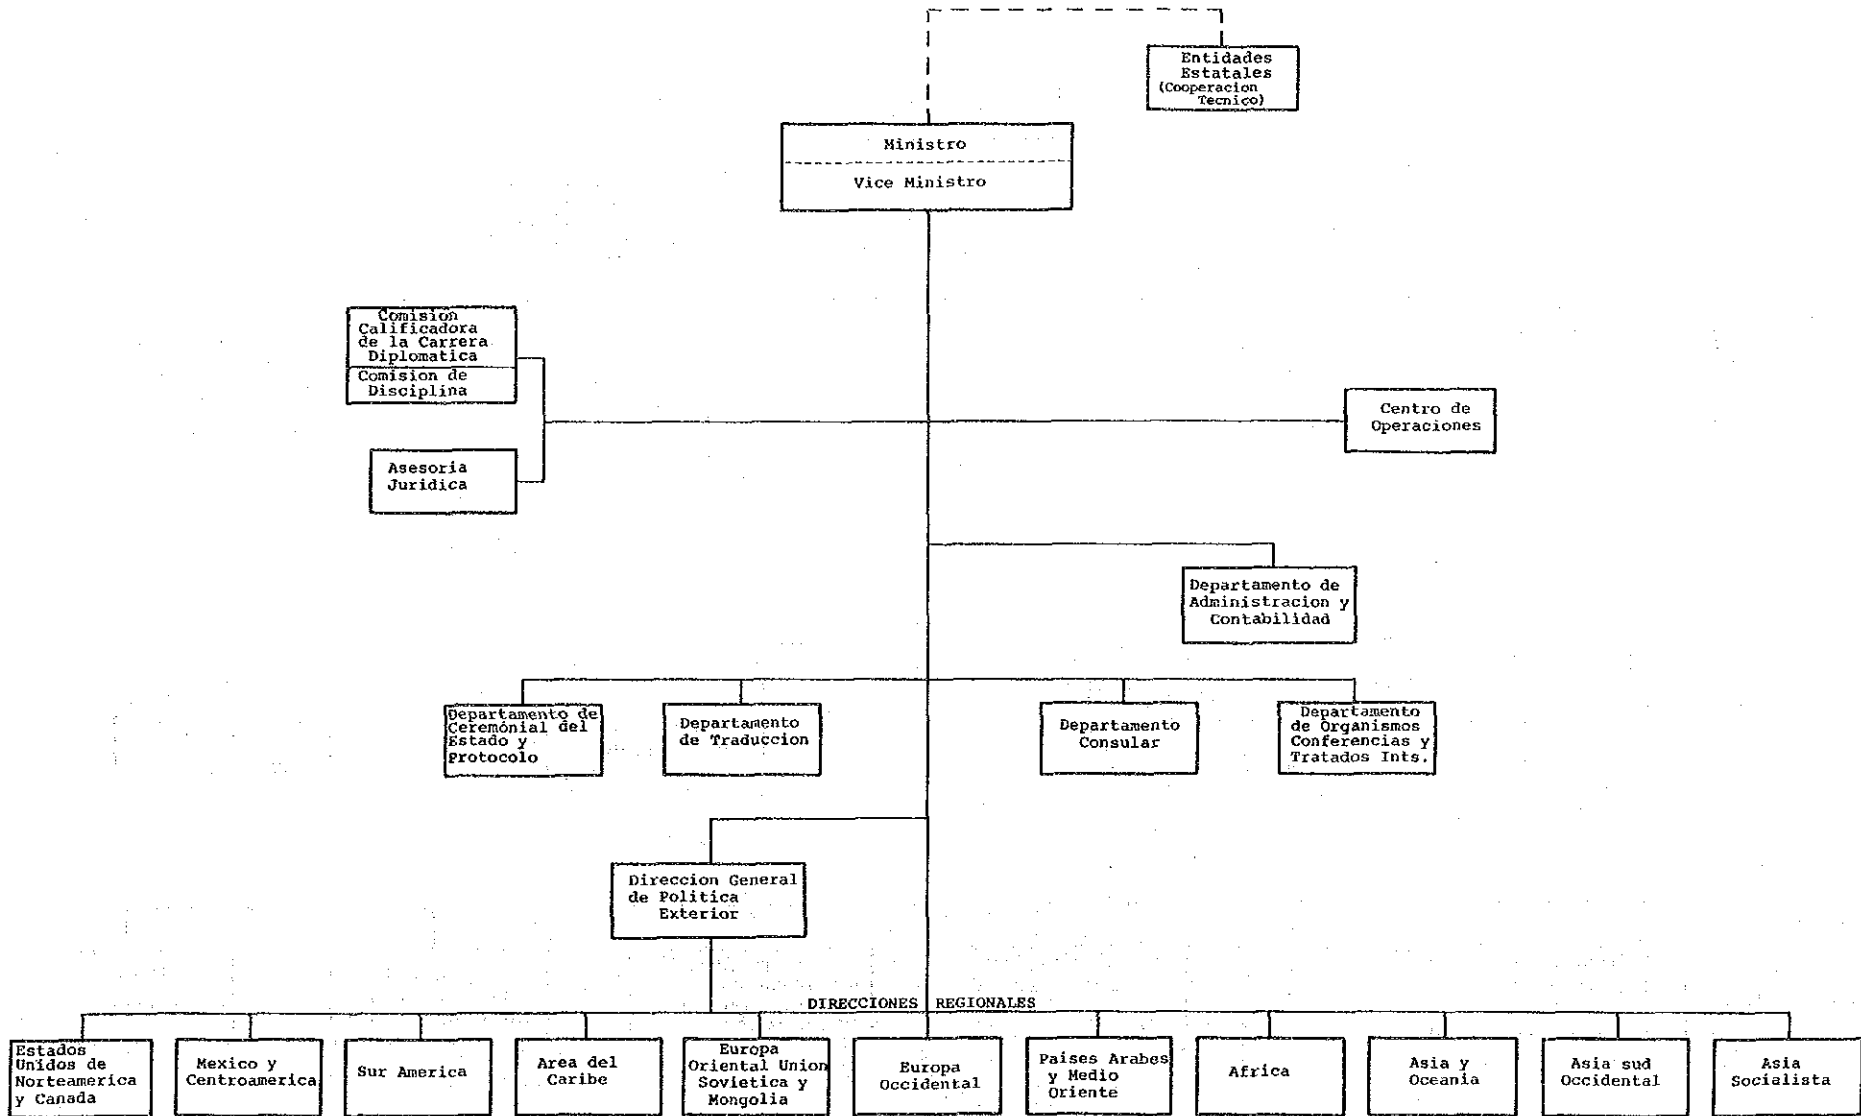 Entidades
Estatales
(Cooperacion
Tecnico)
Ministro
Vice Ministro
Comision
Calificadora
de la Carrera
Diplomatica
Comision de
Disciplina
Centro de
Operaciones
Asesoria
Juridica
Departamento de
Administracion y
Contabilidad
Departamento de
Ceremónial del
Estado y
Protocolo
Departamento
de Traduccion
Departamento
Consular
Departamento
de Organismos
Conferencias y
Tratados Ints.
Direccion General
de Politica
Exterior
DIRECCIONES REGIONALES
Estados
Unidos de
Norteamerica
y Canada
Mexico y
Centroamerica
Sur America
Area del
Caribe
Europa
Oriental Union
Sovietica y
Mongolia
Europa
Occidental
Paises Arabes
y Medio
Oriente
Africa
Asia y
Oceania
Asia sud
Occidental
Asia
Socialista